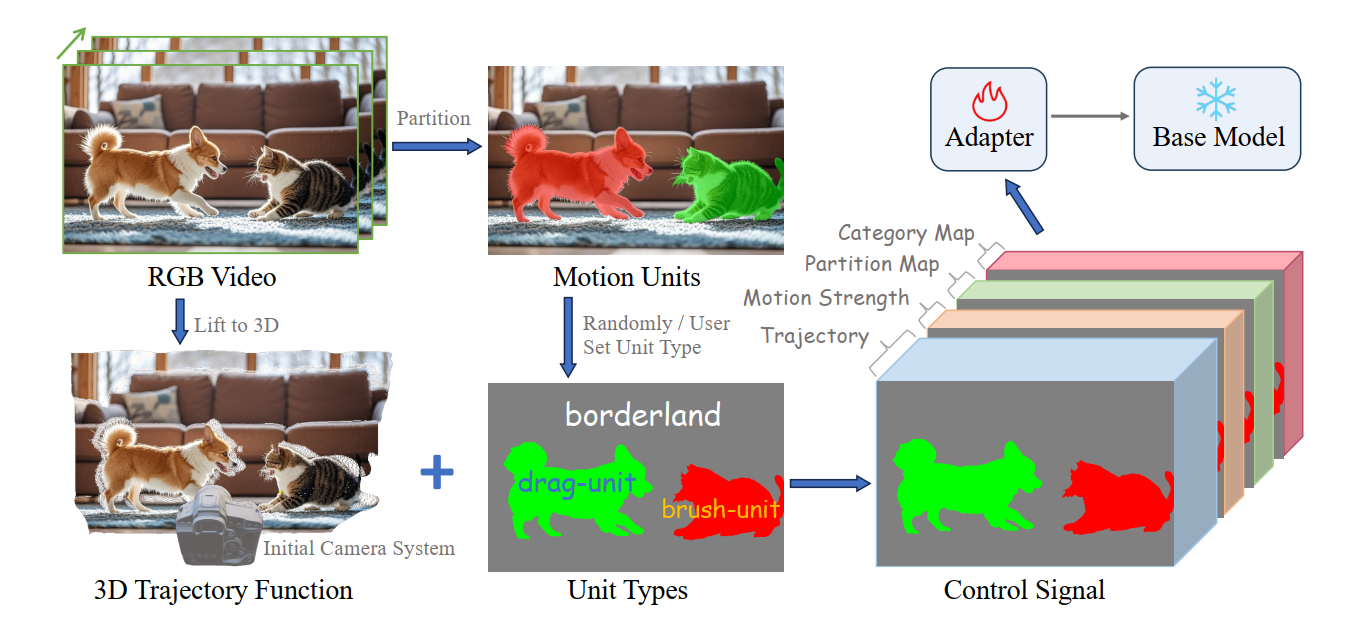 Partition
Adapter
Base Model
RGB Video
Motion Units
Category Map
Partition Map
Motion Strength
Trajectory
Lift to 3D
Randomly / User
Set Unit Type
borderland
drag-unit
brush-unit
Initial Camera System
3D Trajectory Function
Unit Types
Control Signal